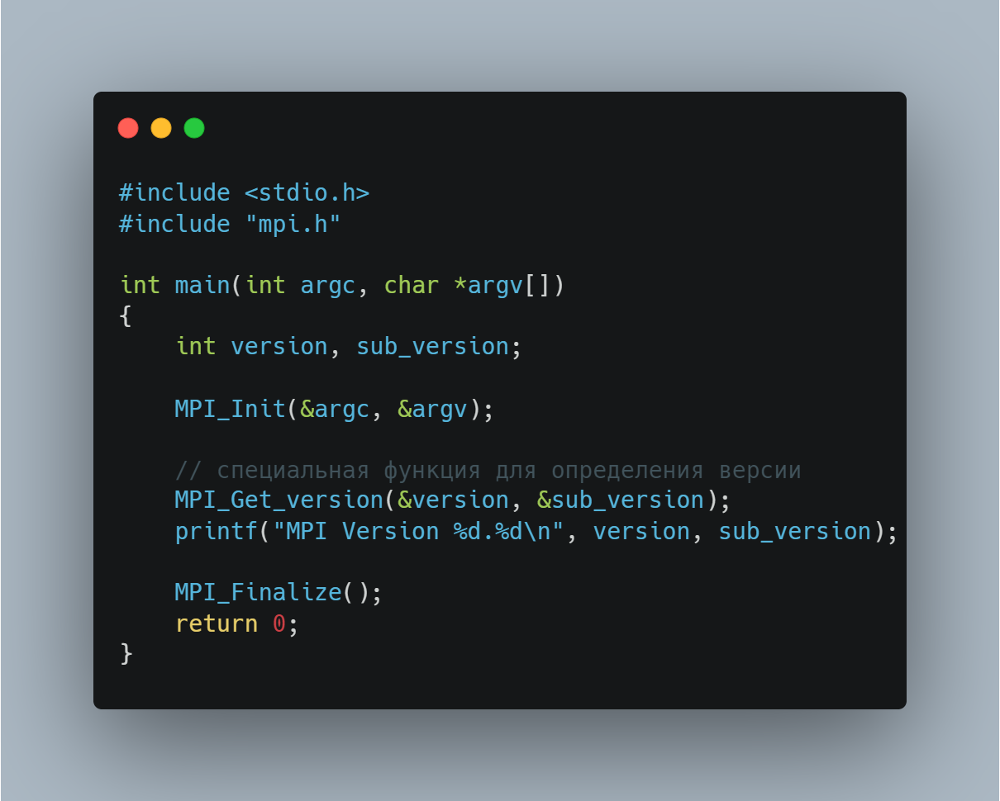 #include <stdio.h>
#include "mpi.h"
int main(int argc, char *argv[])
{
int version, sub_version;
MPI_Init(&argc, &argv);
// специальная функция для определения версии
MPI_Get_version(&version, &sub_version);
printf("MPI Version %d.%d\n", version, sub_version);
MPI_Finalize();
return 0;
}